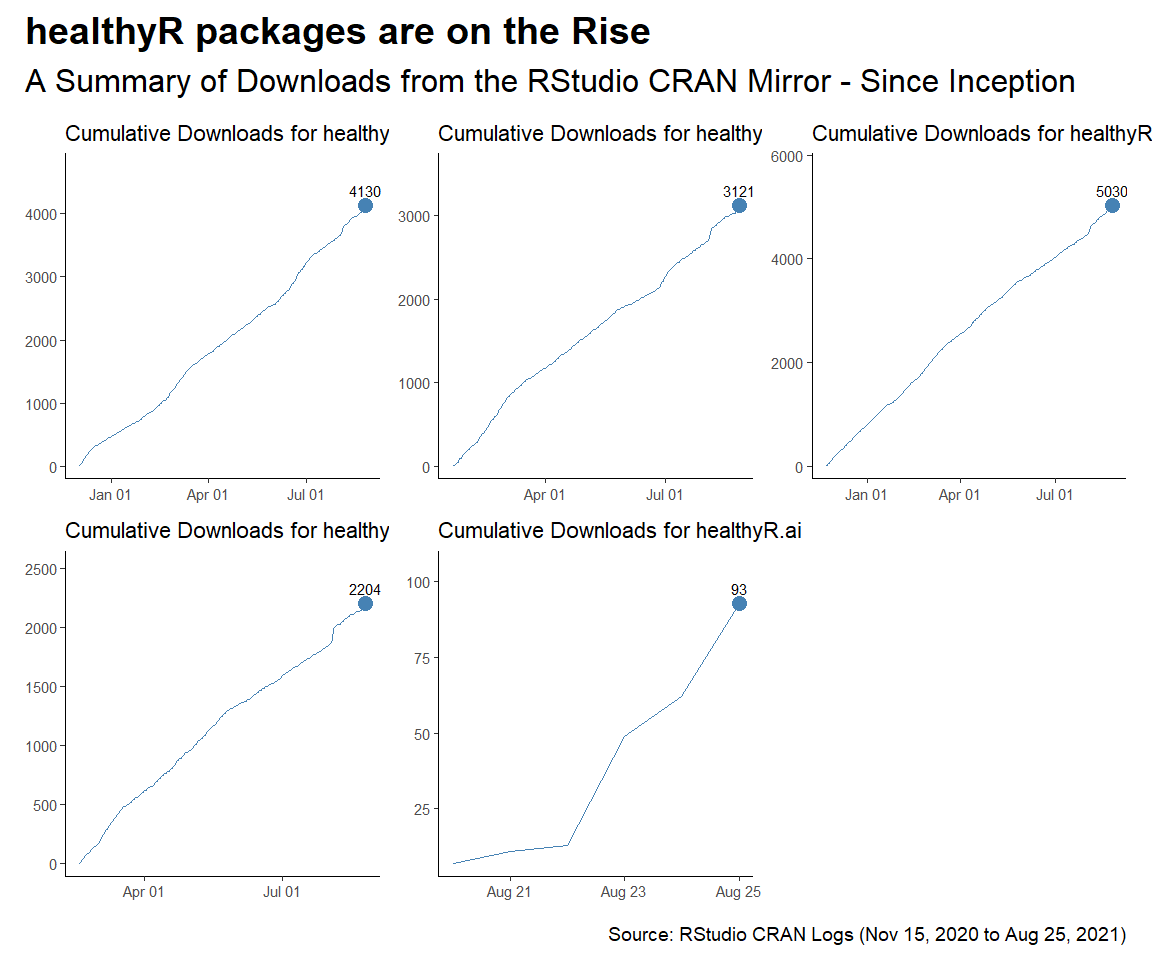 healthyR packages are on the Rise
A Summary of Downloads from the RStudio CRAN Mirror - Since Inception
Cumulative Downloads for healthy
4130
4000
3000
2000
1000
0
Jan 01 Apr 01 Jul 01
Cumulative Downloads for healthy
3121
3000
2000
1000
0
Apr 01 Jul 01
Cumulative Downloads for healthyR
6000
5030
4000
2000
0
Jan 01 Apr 01 Jul 01
Cumulative Downloads for healthy
2500
2204
2000
1500
1000
500
0
Apr 01 Jul 01
Cumulative Downloads for healthyR.ai
100
93
75
50
25
Aug 21 Aug 23 Aug 25
Source: RStudio CRAN Logs (Nov 15, 2020 to Aug 25, 2021)